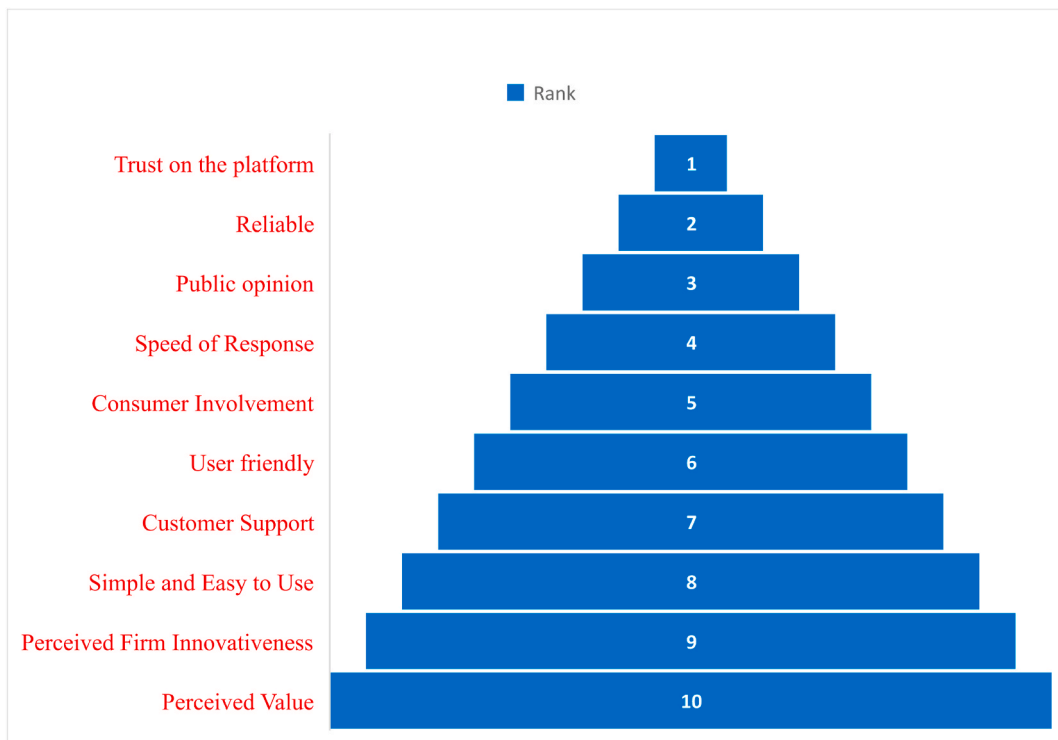 Rank
Trust on the platform 1
Reliable 2
Public opinion 3
Speed of Response 4
Consumer Involvement 5
User friendly 6
Customer Support 7
Simple and Easy to Use 8
Perceived Firm Innovativeness 9
Perceived Value 10